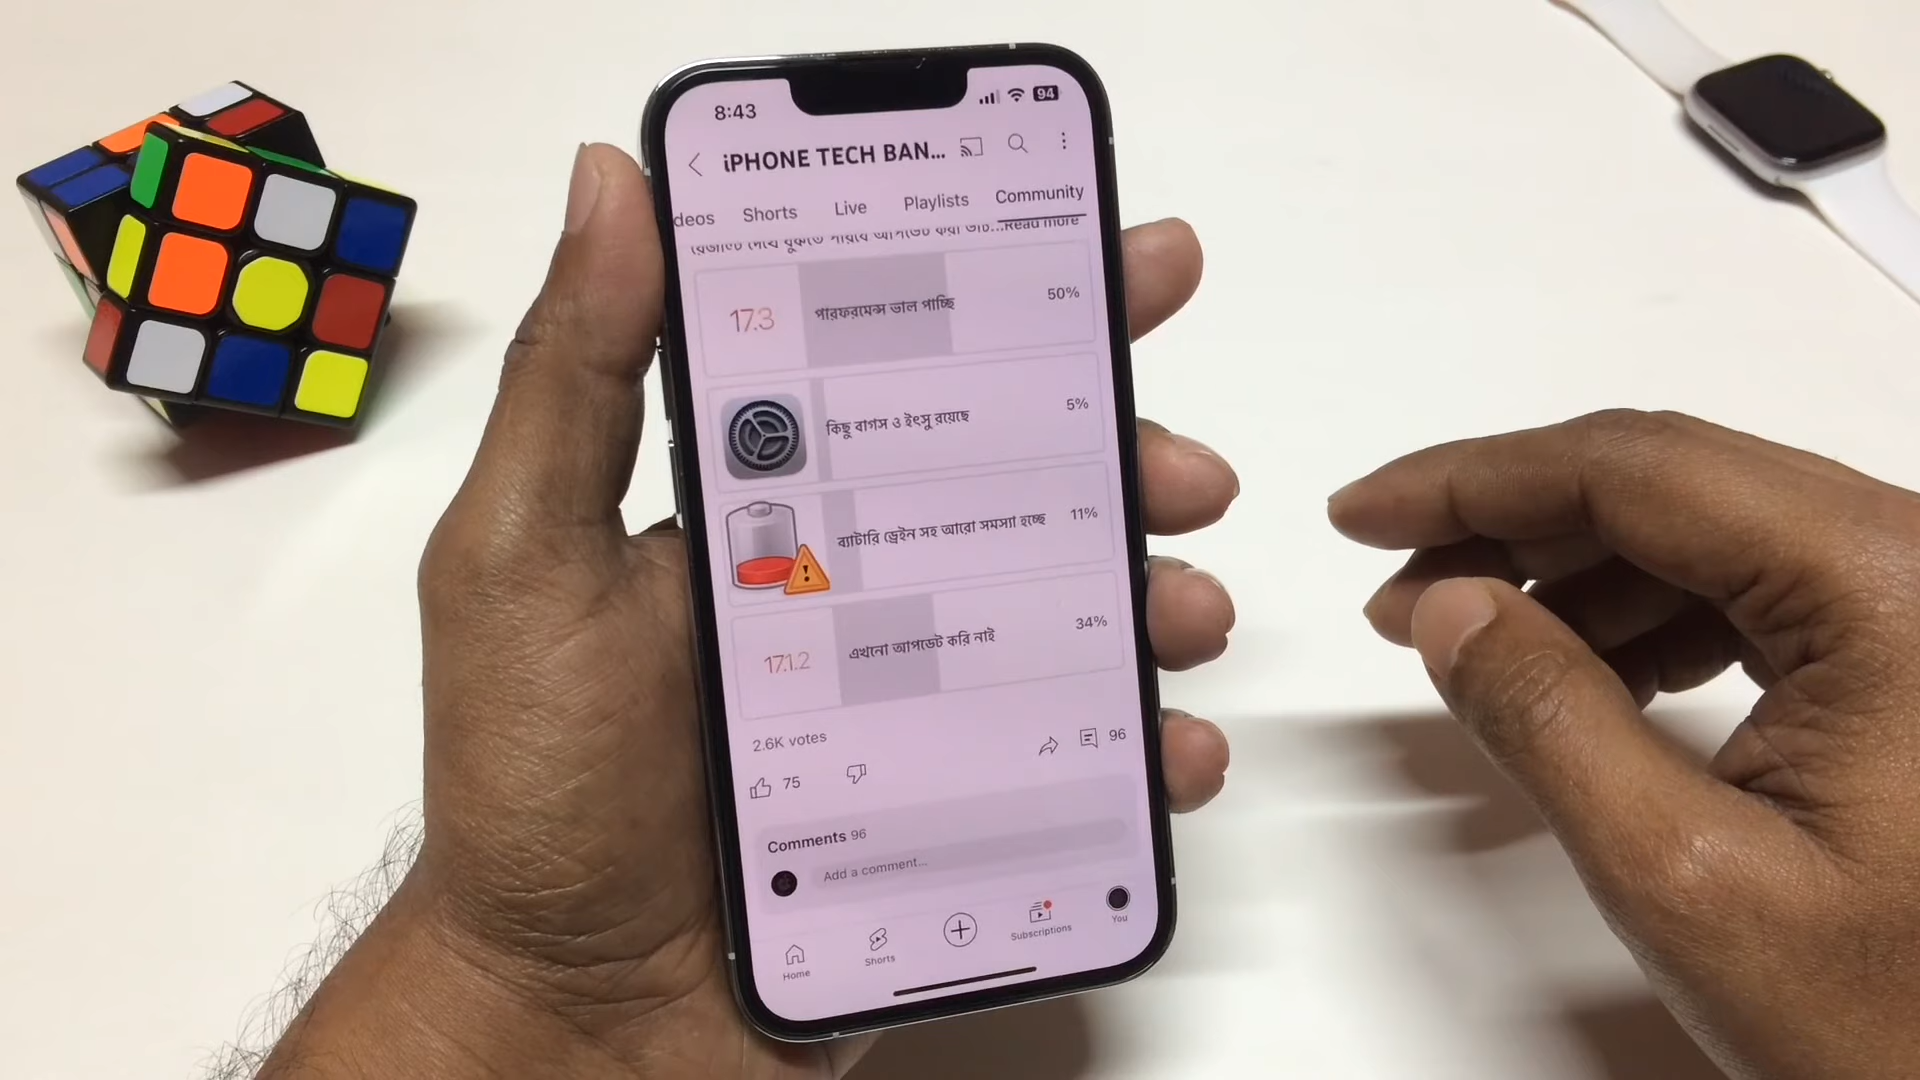 8:43
94
iPHONE TECH BAN...
deos Shorts Live Playlists Community
...Read more
17.3 পারফরমেন্স ভাল পাচ্ছি 50%
কিছু বাগস ও ইৎসু রয়েছে 5%
ব্যাটারি ড্রেইন সহ আরো সমস্যা হচ্ছে 11%
17.1.2 এখনো আপডেট করি নাই 34%
2.6K votes
75
96
Comments 96
Add a comment...
Home Shorts Subscriptions You